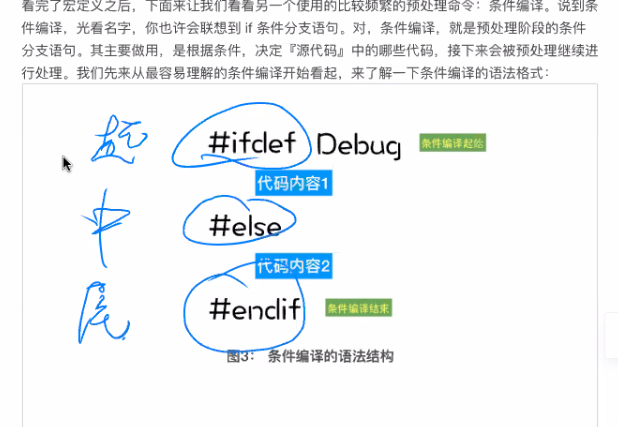 看完了宏定义之后，下面来让我们看看另一个使用的比较频繁的预处理命令：条件编译。说到条
件编译，光看名字，你也许会联想到 if 条件分支语句。对，条件编译，就是预处理阶段的条件
分支语句。其主要做用，是根据条件，决定『源代码』中的哪些代码，接下来会被预处理继续进
行处理。我们先来从最容易理解的条件编译开始看起，来了解一下条件编译的语法格式：
起 #ifdef Debug 条件编译起始
代码内容1
中 #else
代码内容2
尾 #endif 条件编译结束
图3： 条件编译的语法结构